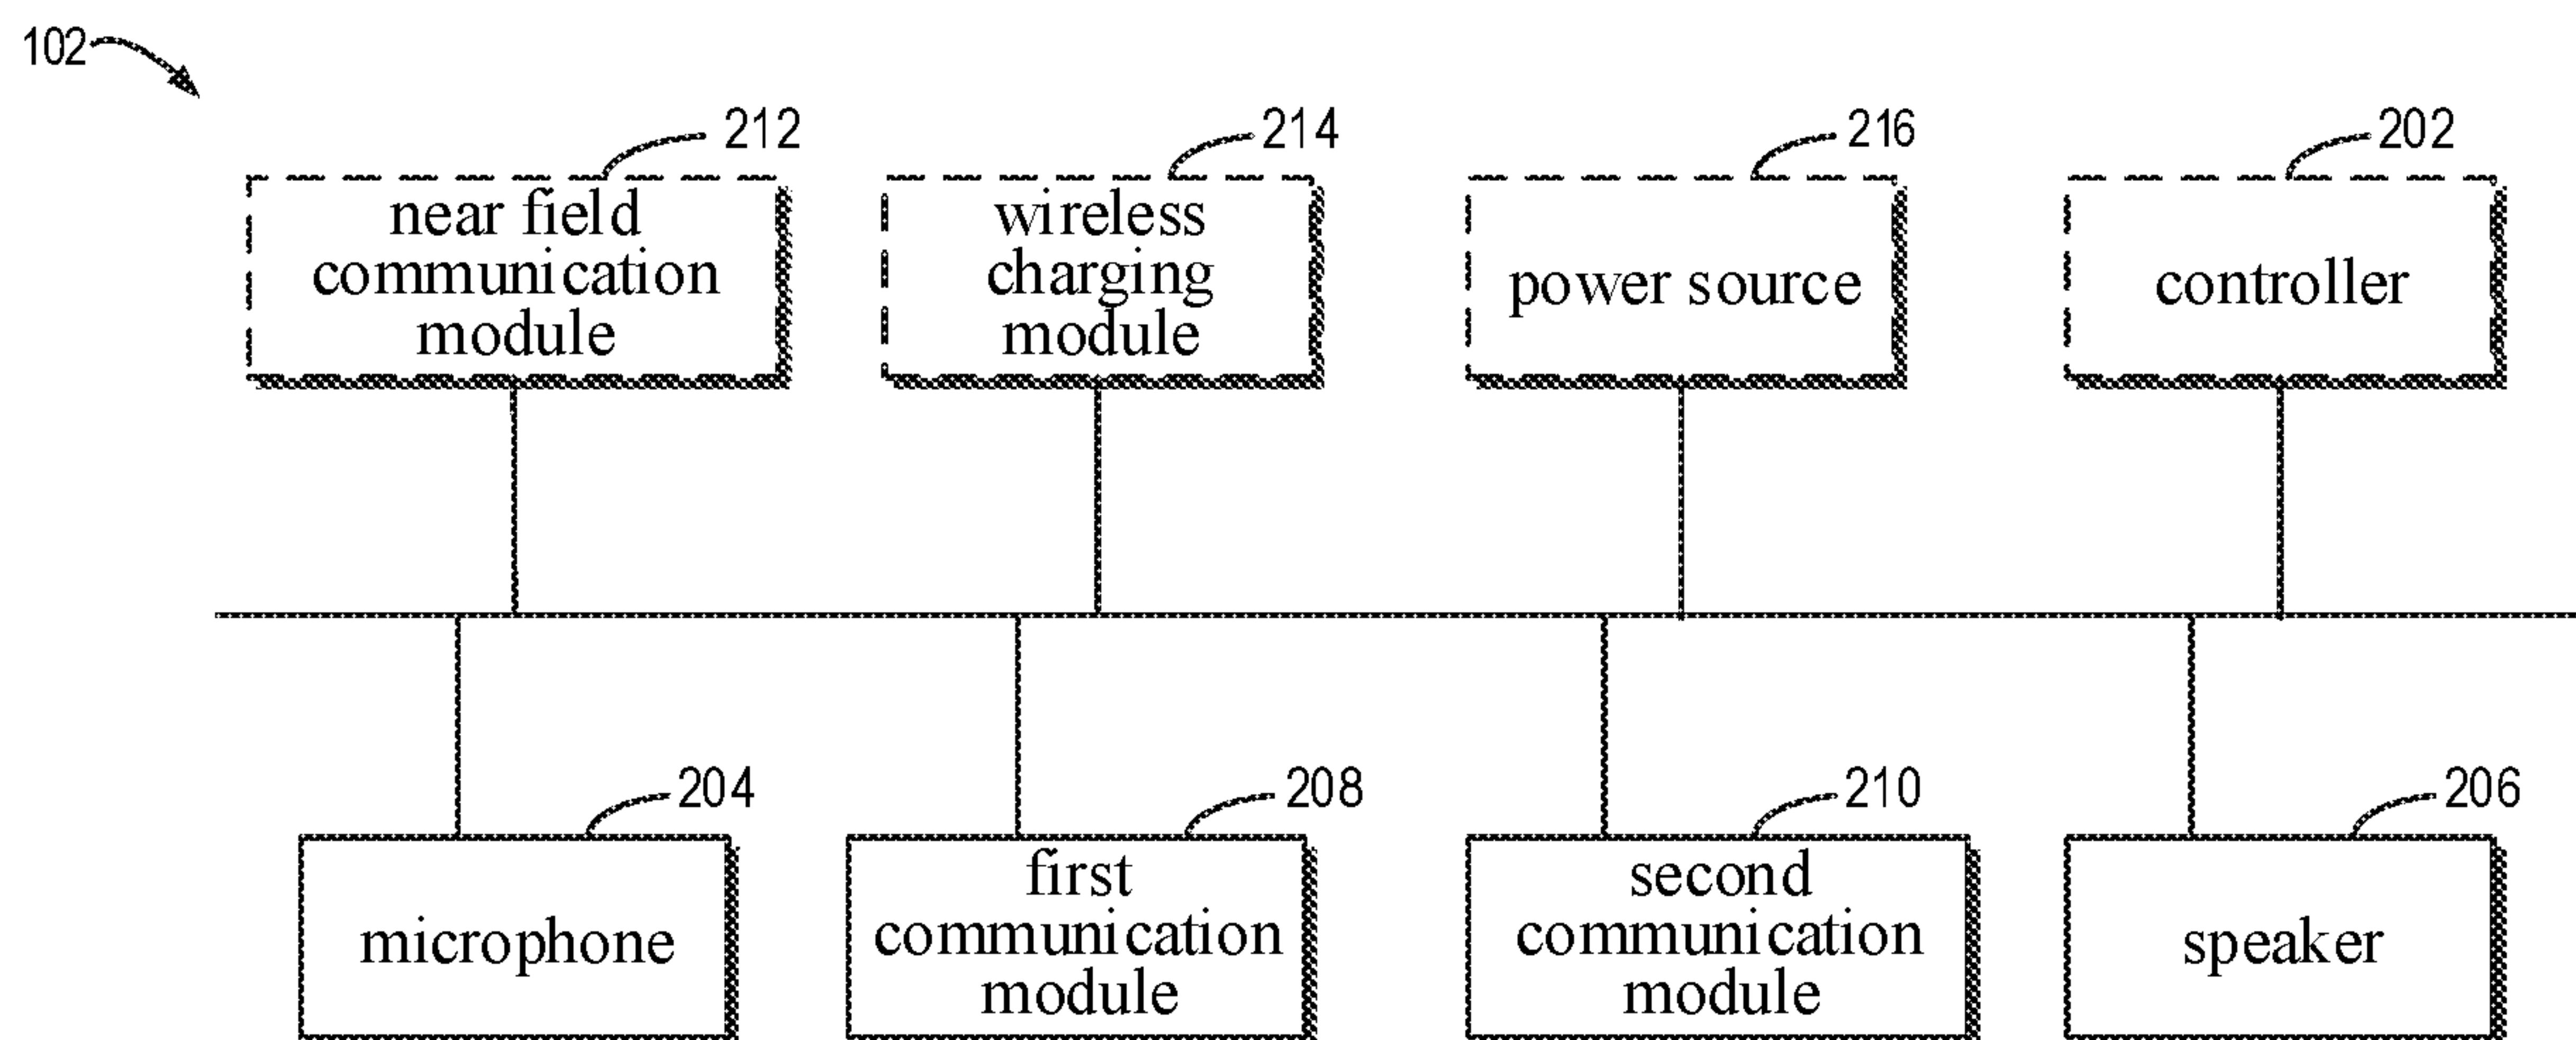 102
212
214
216
202
near field
communication
module
wireless
charging
module
power source
controller
204
208
210
206
microphone
first
communication
module
second
communication
module
speaker